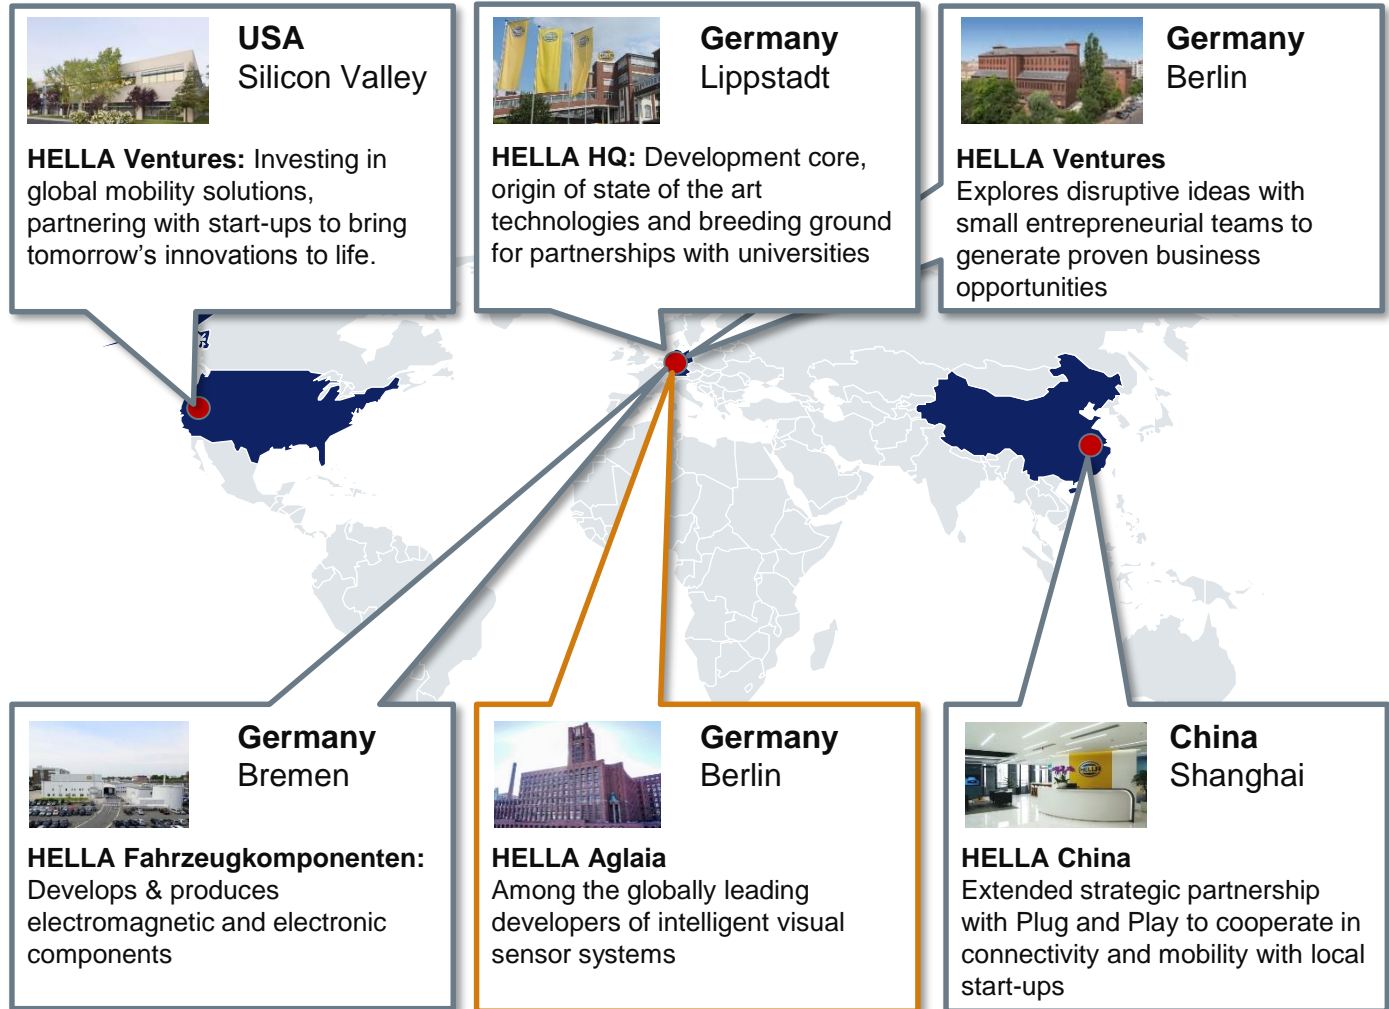 USA
Silicon Valley
HELLA Ventures: Investing in
global mobility solutions,
partnering with start-ups to bring
tomorrow’s innovations to life.
Germany
Lippstadt
HELLA HQ: Development core,
origin of state of the art
technologies and breeding ground
for partnerships with universities
Germany
Berlin
HELLA Ventures
Explores disruptive ideas with
small entrepreneurial teams to
generate proven business
opportunities
Germany
Bremen
HELLA Fahrzeugkomponenten:
Develops & produces
electromagnetic and electronic
components
Germany
Berlin
HELLA Aglaia
Among the globally leading
developers of intelligent visual
sensor systems
HELLA
China
Shanghai
HELLA China
Extended strategic partnership
with Plug and Play to cooperate in
connectivity and mobility with local
start-ups